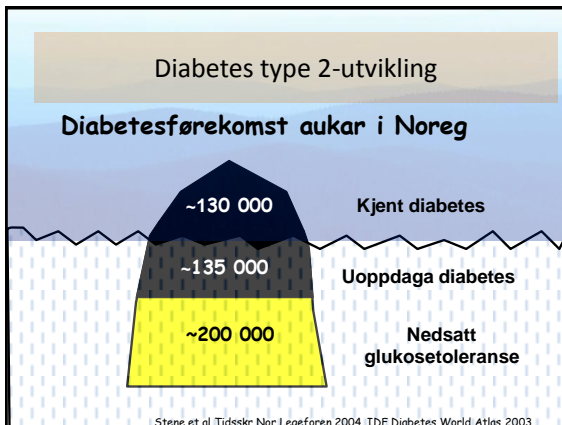 Diabetes type 2-utvikling
Diabetesførekomst aukar i Noreg
~130 000 Kjent diabetes
~135 000 Uoppdaga diabetes
~200 000 Nedsatt
glukosetoleranse
Stene et al Tidsskr Nor Legeforen 2004 Diabetes World Atlas 2003